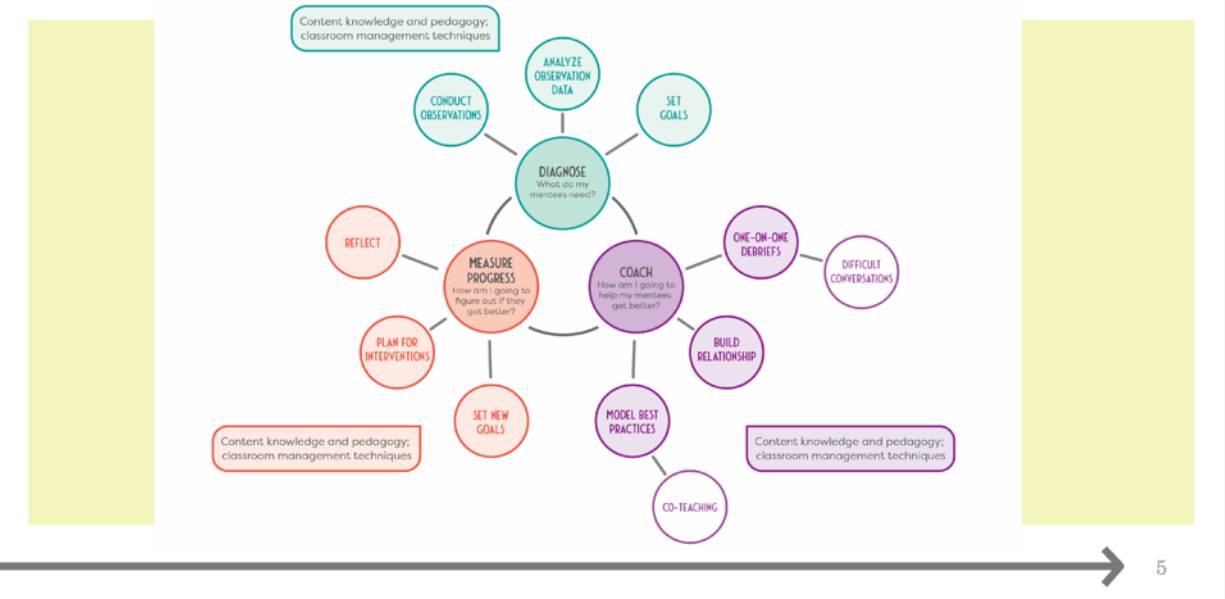 Content knowledge and pedagogy;
classroom management techniques
ANALYZE
OBSERVATION
DATA
CONDUCT
OBSERVATIONS
SET
GOALS
DIAGNOSE
What do my
mentees need?
REFLECT
MEASURE
PROGRESS
How am I going to
figure out if they
got better?
COACH
How am I going to
help my mentees
get better?
ONE-ON-ONE
DEBRIEFS
DIFFICULT
CONVERSATIONS
PLAN FOR
INTERVENTIONS
BUILD
RELATIONSHIP
SET NEW
GOALS
MODEL BEST
PRACTICES
Content knowledge and pedagogy;
classroom management techniques
Content knowledge and pedagogy;
classroom management techniques
CO-TEACHING
5